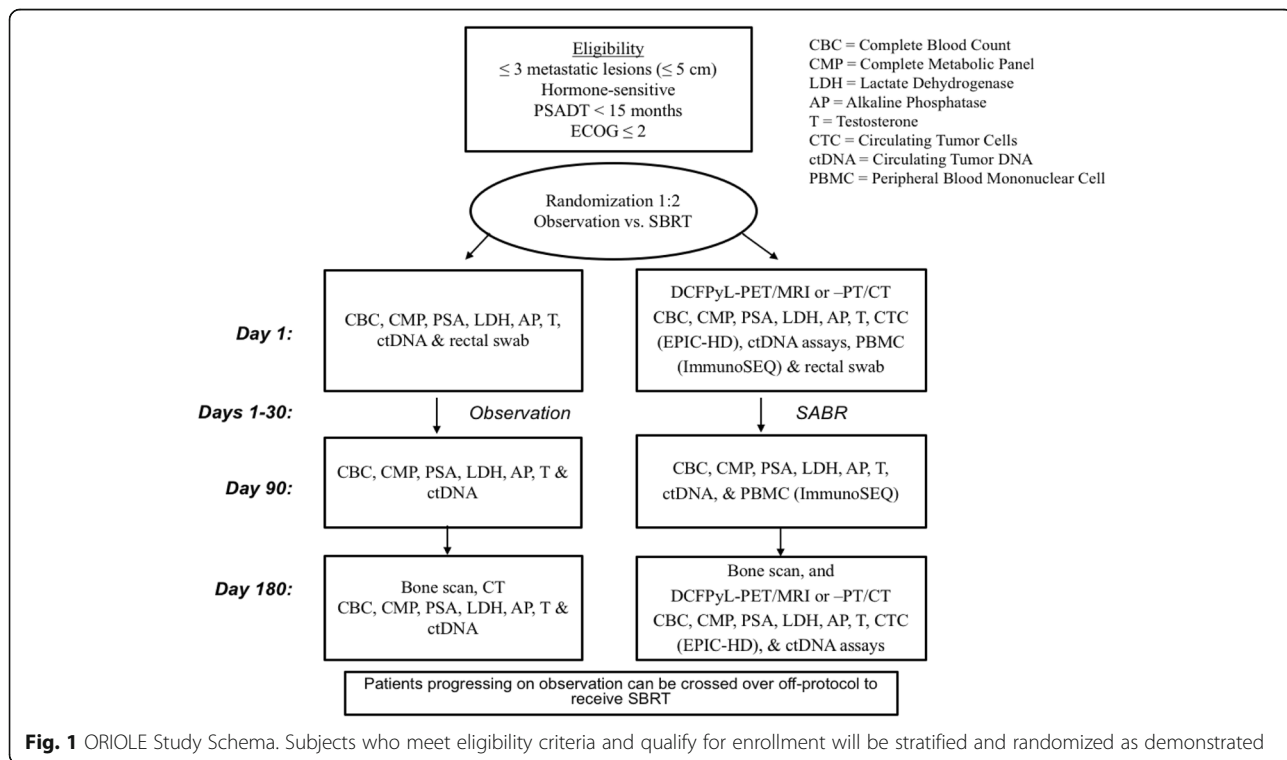 Eligibility
≤ 3 metastatic lesions (≤ 5 cm)
Hormone-sensitive
PSADT < 15 months
ECOG ≤ 2
CBC = Complete Blood Count
CMP = Complete Metabolic Panel
LDH = Lactate Dehydrogenase
AP = Alkaline Phosphatase
T = Testosterone
CTC = Circulating Tumor Cells
ctDNA = Circulating Tumor DNA
PBMC = Peripheral Blood Mononuclear Cell
Randomization 1:2
Observation vs. SBRT
Day 1:
CBC, CMP, PSA, LDH, AP, T,
ctDNA & rectal swab
DCFPyL-PET/MRI or –PT/CT
CBC, CMP, PSA, LDH, AP, T, CTC
(EPIC-HD), ctDNA assays, PBMC
(ImmunoSEQ) & rectal swab
Days 1-30:
Observation
SABR
Day 90:
CBC, CMP, PSA, LDH, AP, T &
ctDNA
CBC, CMP, PSA, LDH, AP, T,
ctDNA, & PBMC (ImmunoSEQ)
Day 180:
Bone scan, CT
CBC, CMP, PSA, LDH, AP, T &
ctDNA
Bone scan, and
DCFPyL-PET/MRI or –PT/CT
CBC, CMP, PSA, LDH, AP, T, CTC
(EPIC-HD), & ctDNA assays
Patients progressing on observation can be crossed over off-protocol to
receive SBRT
Fig. 1 ORIOLE Study Schema. Subjects who meet eligibility criteria and qualify for enrollment will be stratified and randomized as demonstrated